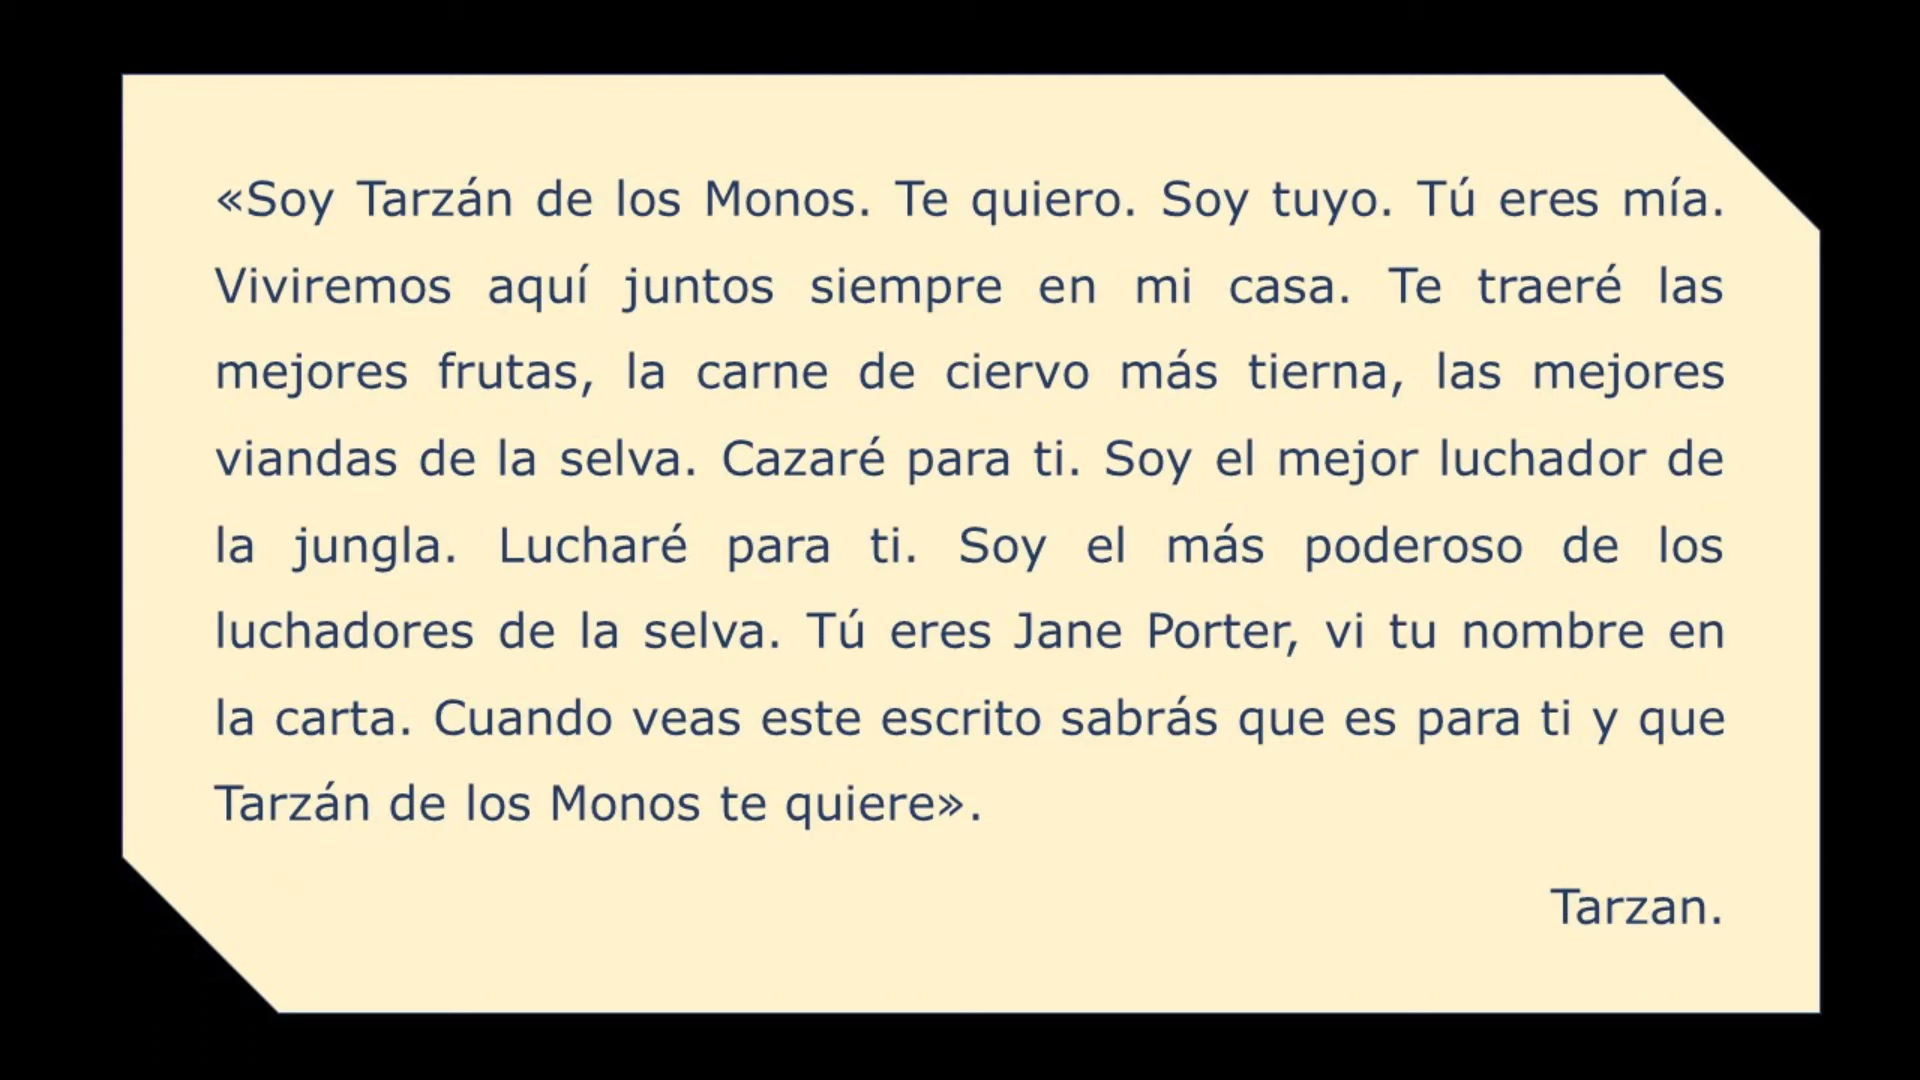 «Soy Tarzán de los Monos. Te quiero. Soy tuyo. Tú eres mía.
Viviremos aquí juntos siempre en mi casa. Te traeré las
mejores frutas, la carne de ciervo más tierna, las mejores
viandas de la selva. Cazaré para ti. Soy el mejor luchador de
la jungla. Lucharé para ti. Soy el más poderoso de los
luchadores de la selva. Tú eres Jane Porter, vi tu nombre en
la carta. Cuando veas este escrito sabrás que es para ti y que
Tarzán de los Monos te quiere».
Tarzan.